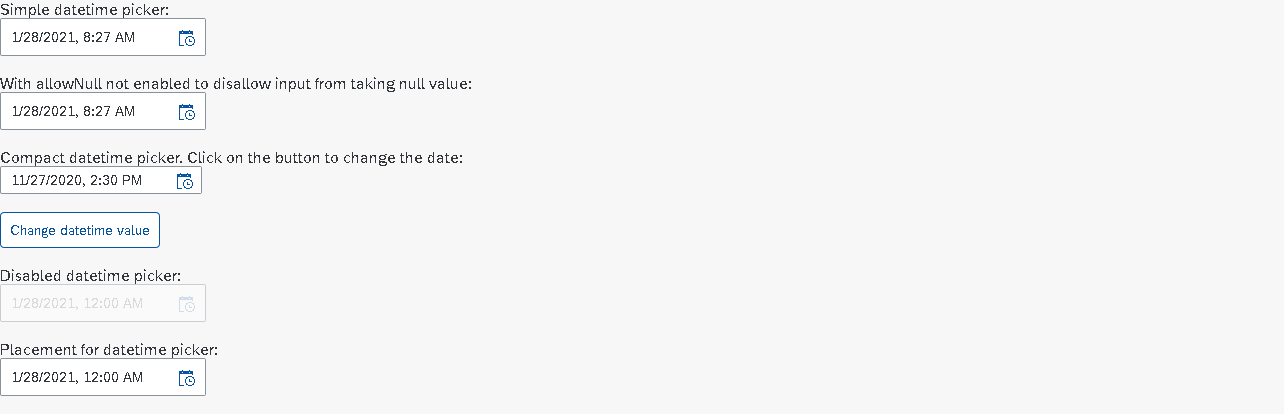 Simple datetime picker:
1/28/2021, 8:27 AM
With allowNull not enabled to disallow input from taking null value:
1/28/2021, 8:27 AM
Compact datetime picker. Click on the button to change the date:
11/27/2020, 2:30 PM
Change datetime value
Disabled datetime picker:
1/28/2021, 12:00 AM
Placement for datetime picker:
1/28/2021, 12:00 AM